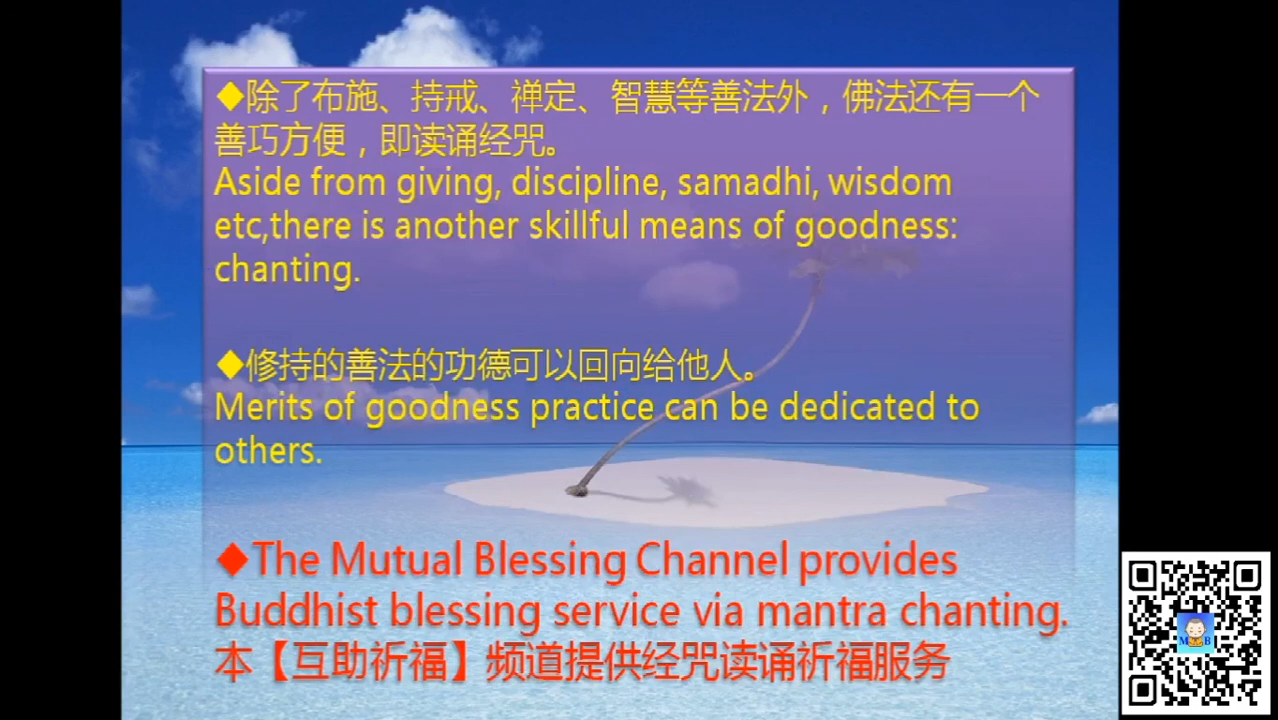 ◆除了布施、持戒、禅定、智慧等善法外，佛法还有一个
善巧方便，即读诵经咒。
Aside from giving, discipline, samadhi, wisdom
etc,there is another skillful means of goodness:
chanting.
◆修持的善法的功德可以回向给他人。
Merits of goodness practice can be dedicated to
others.
◆The Mutual Blessing Channel provides
Buddhist blessing service via mantra chanting.
本【互助祈福】频道提供经咒读诵祈福服务
M B